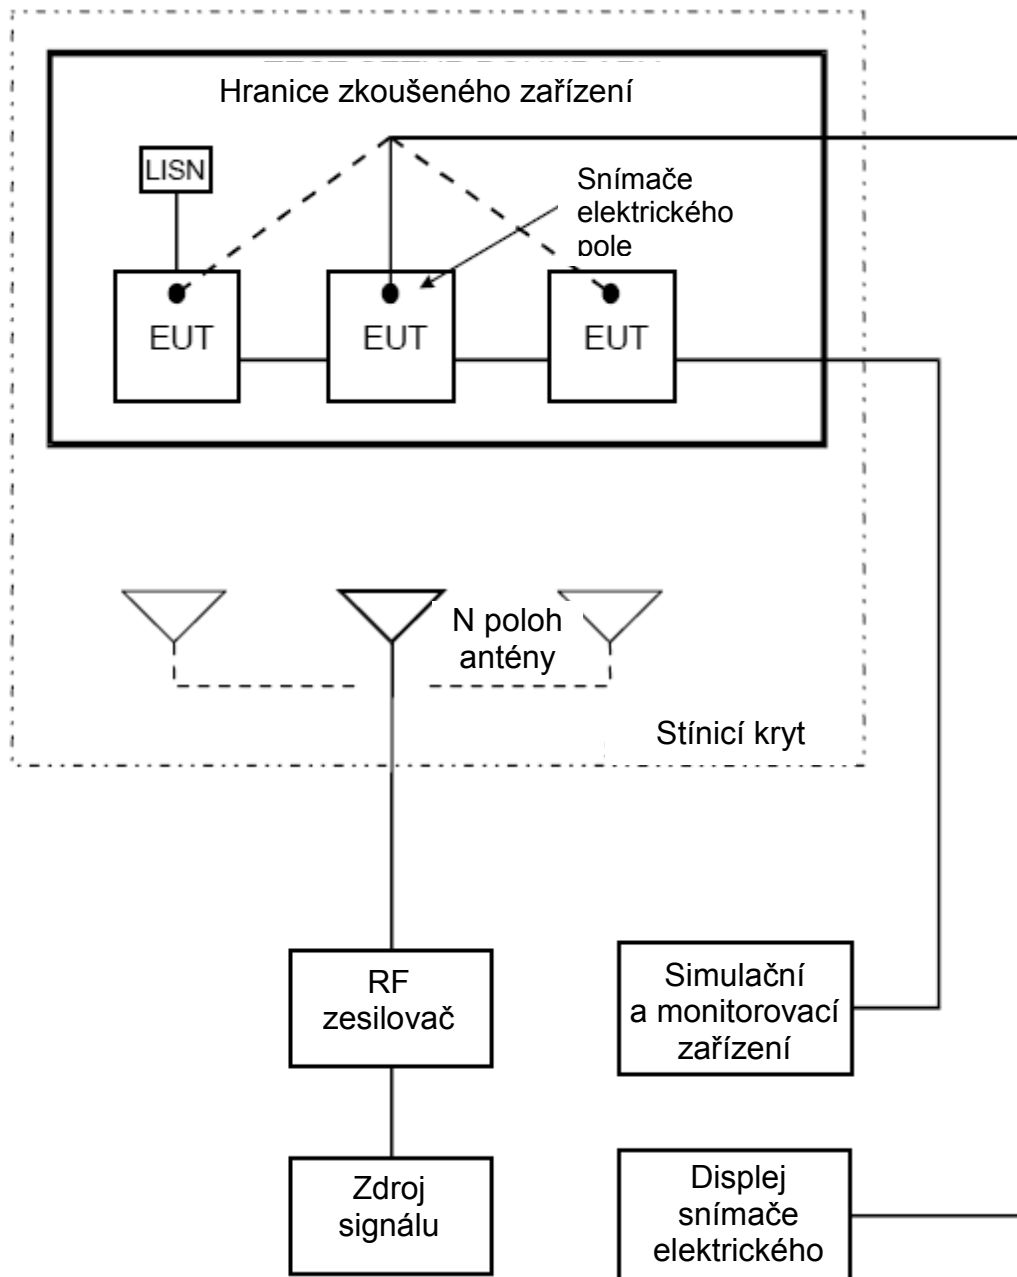 Hranice zkoušeného zařízení
LISN
Snímače
elektrického
pole
EUT
EUT
EUT
N poloh
antény
Stínicí kryt
RF
zesilovač
Simulační
a monitorovací
zařízení
Zdroj
signálu
Displej
snímače
elektrického